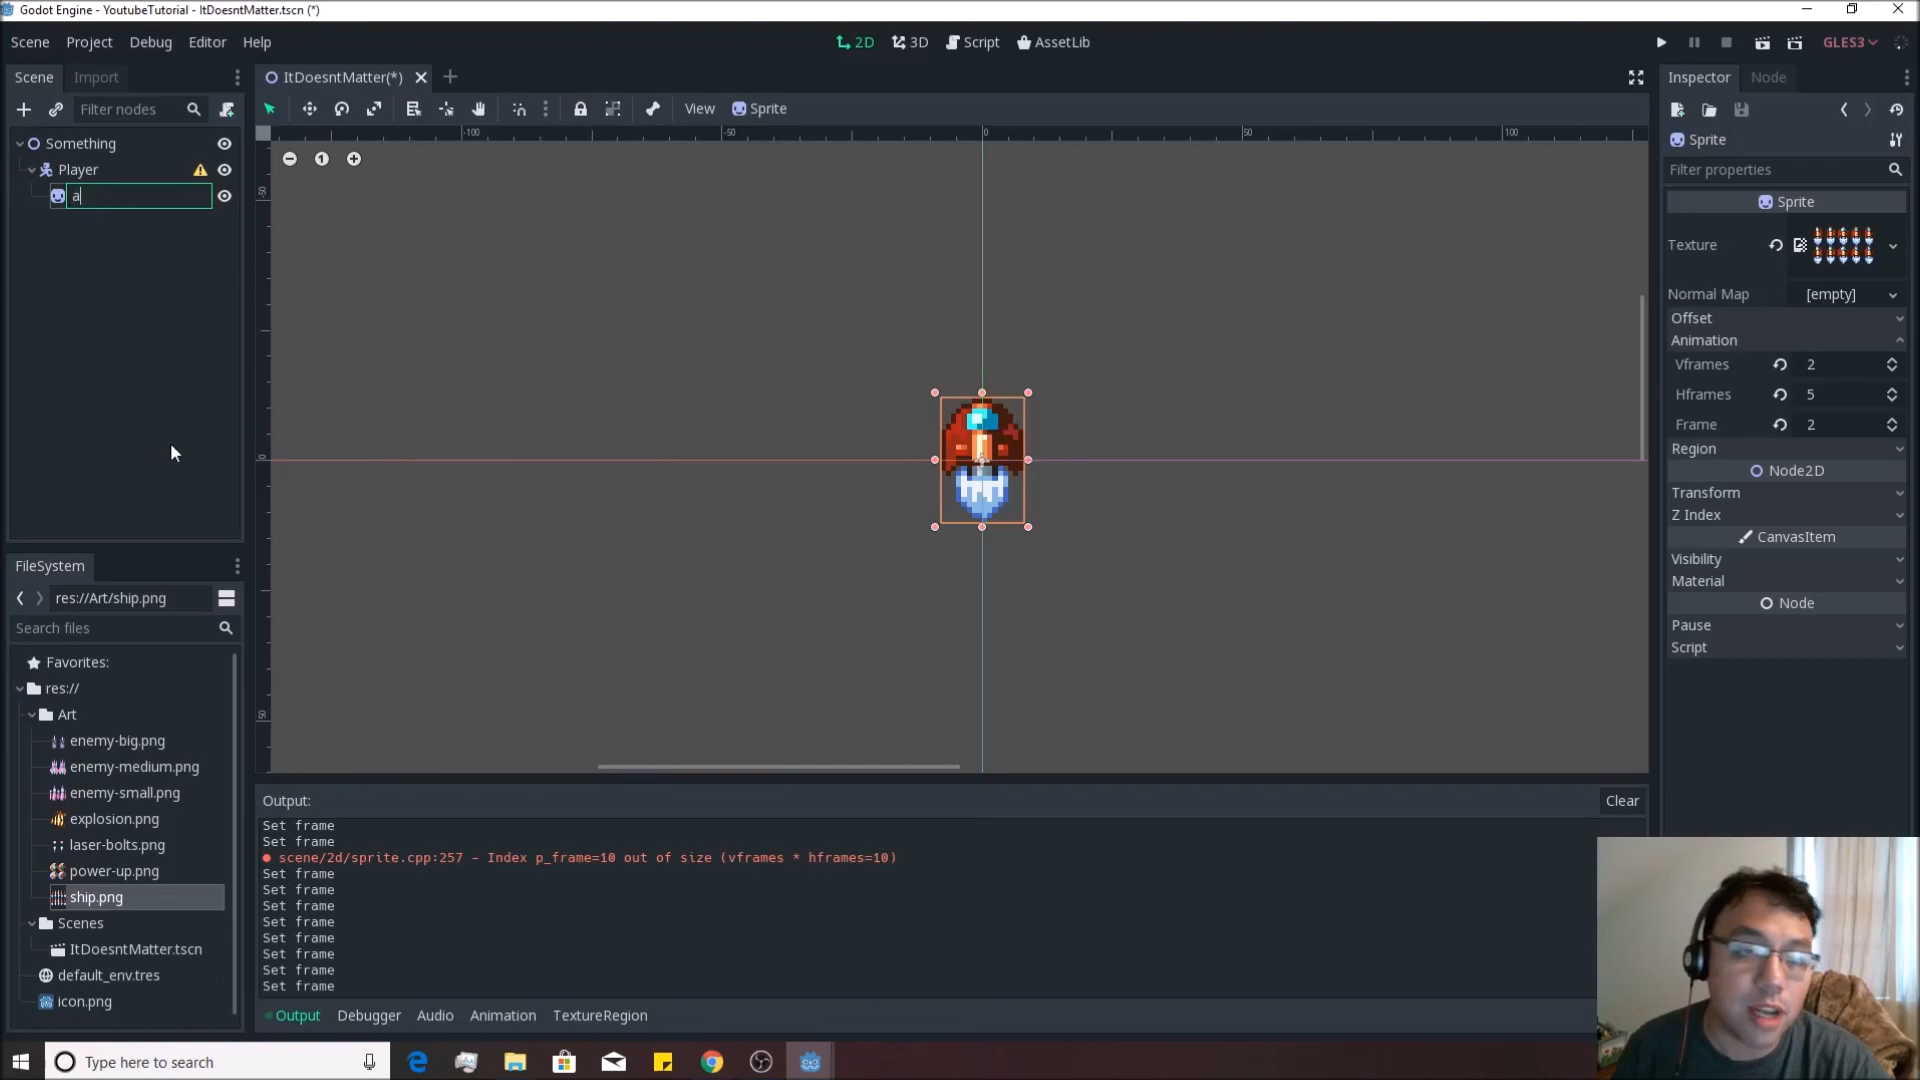 Godot Engine - YoutubeTutorial - ItDoesntMatter.tscn (*)
Scene Project Debug Editor Help
2D 3D Script AssetLib
GLES3
Scene Import
ItDoesntMatter(*)
Inspector Node
Filter nodes
View Sprite
-100 -50 0 50 100
Something
Player
a
-50
0
50
1
Sprite
Filter properties
Sprite
Texture
Normal Map [empty]
Offset
Animation
Vframes 2
Hframes 5
Frame 2
Region
Node2D
Transform
Z Index
CanvasItem
Visibility
Material
Node
Pause
Script
FileSystem
res://Art/ship.png
Search files
Favorites:
res://
Art
enemy-big.png
enemy-medium.png
enemy-small.png
explosion.png
laser-bolts.png
power-up.png
ship.png
Scenes
ItDoesntMatter.tscn
default_env.tres
icon.png
Output:
Clear
Set frame
Set frame
scene/2d/sprite.cpp:257 - Index p_frame=10 out of size (vframes * hframes=10)
Set frame
Set frame
Set frame
Set frame
Set frame
Set frame
Set frame
Set frame
Output Debugger Audio Animation TextureRegion
Type here to search